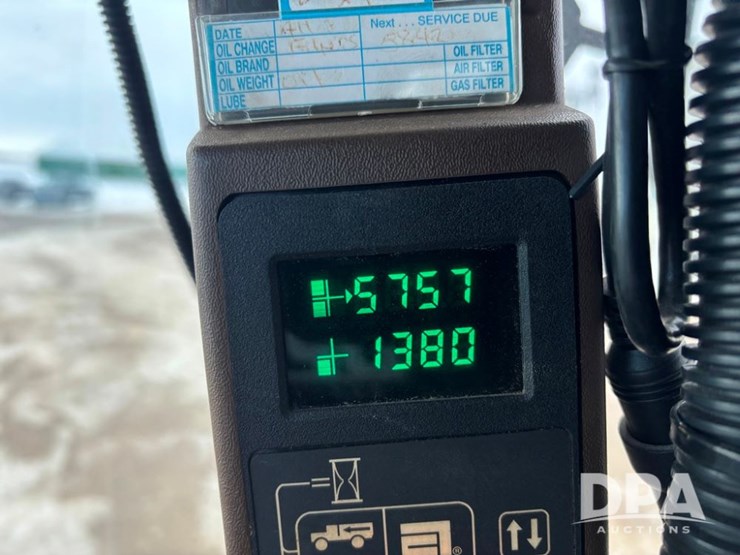 DATE
Next ... SERVICE DUE
OIL CHANGE
OIL FILTER
OIL BRAND
AIR FILTER
OIL WEIGHT
GAS FILTER
LUBE
5757
1380
=
®
DPA
AUCTIONS